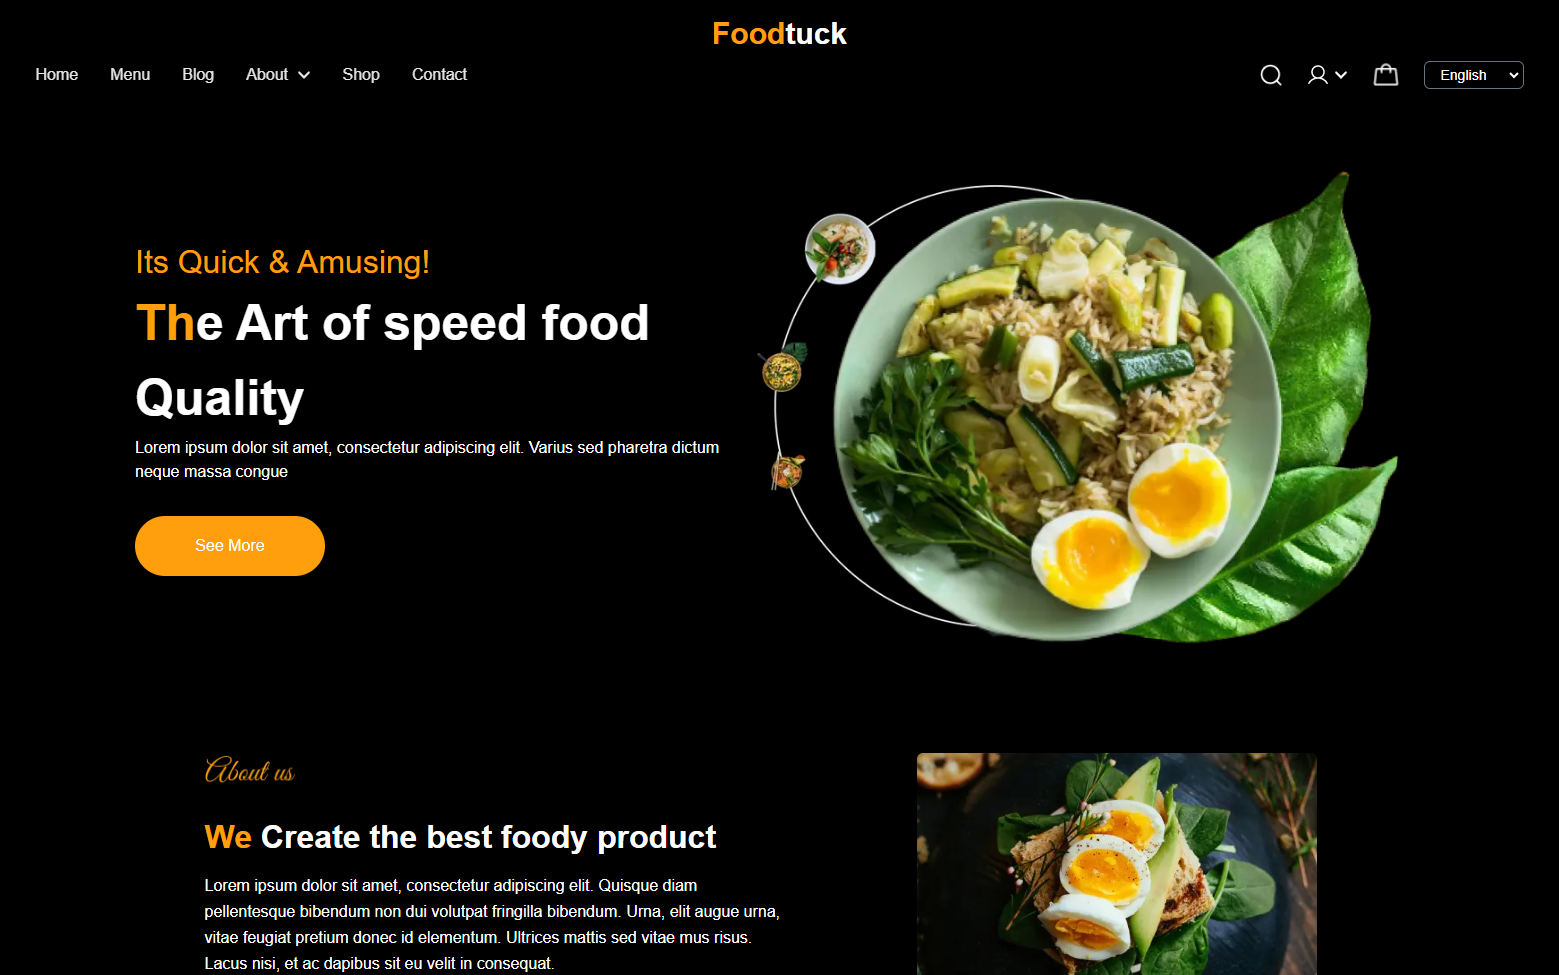 Foodtuck
Home Menu Blog About Shop Contact English
Its Quick & Amusing!
The Art of speed food
Quality
Lorem ipsum dolor sit amet, consectetur adipiscing elit. Varius sed pharetra dictum
neque massa congue
See More
About us
We Create the best foody product
Lorem ipsum dolor sit amet, consectetur adipiscing elit. Quisque diam
pellentesque bibendum non dui volutpat fringilla bibendum. Urna, elit augue urna,
vitae feugiat pretium donec id elementum. Ultrices mattis sed vitae mus risus.
Lacus nisi, et ac dapibus sit eu velit in consequat.